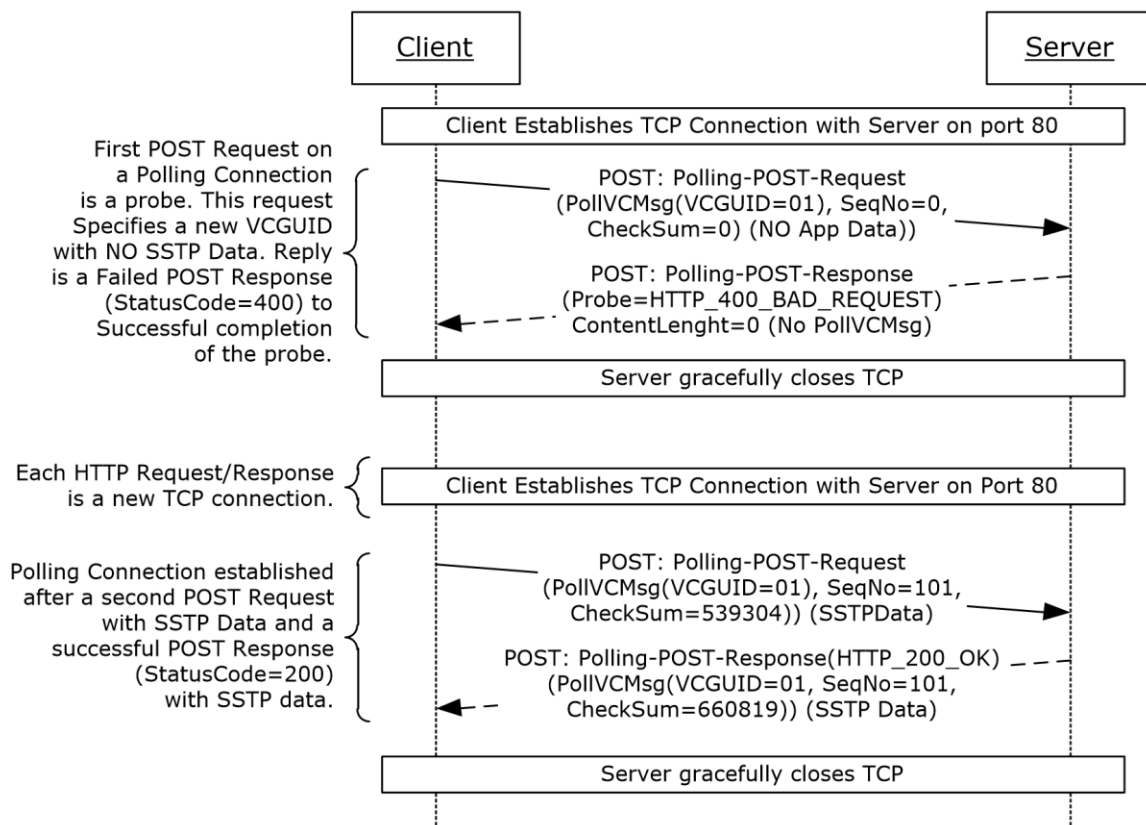 Client
Server
Client Establishes TCP Connection with Server on port 80
First POST Request on
a Polling Connection
is a probe. This request
Specifies a new VCGUID
with NO SSTP Data. Reply
is a Failed POST Response
(StatusCode=400) to
Successful completion
of the probe.
POST: Polling-POST-Request
(PollVCMsg(VCGUID=01), SeqNo=0,
CheckSum=0) (NO App Data))
POST: Polling-POST-Response
(Probe=HTTP_400_BAD_REQUEST)
ContentLenght=0 (No PollVCMsg)
Server gracefully closes TCP
Each HTTP Request/Response
is a new TCP connection.
Client Establishes TCP Connection with Server on Port 80
Polling Connection established
after a second POST Request
with SSTP Data and a
successful POST Response
(StatusCode=200)
with SSTP data.
POST: Polling-POST-Request
(PollVCMsg(VCGUID=01), SeqNo=101,
CheckSum=539304)) (SSTPData)
POST: Polling-POST-Response(HTTP_200_OK)
(PollVCMsg(VCGUID=01, SeqNo=101,
CheckSum=660819)) (SSTP Data)
Server gracefully closes TCP